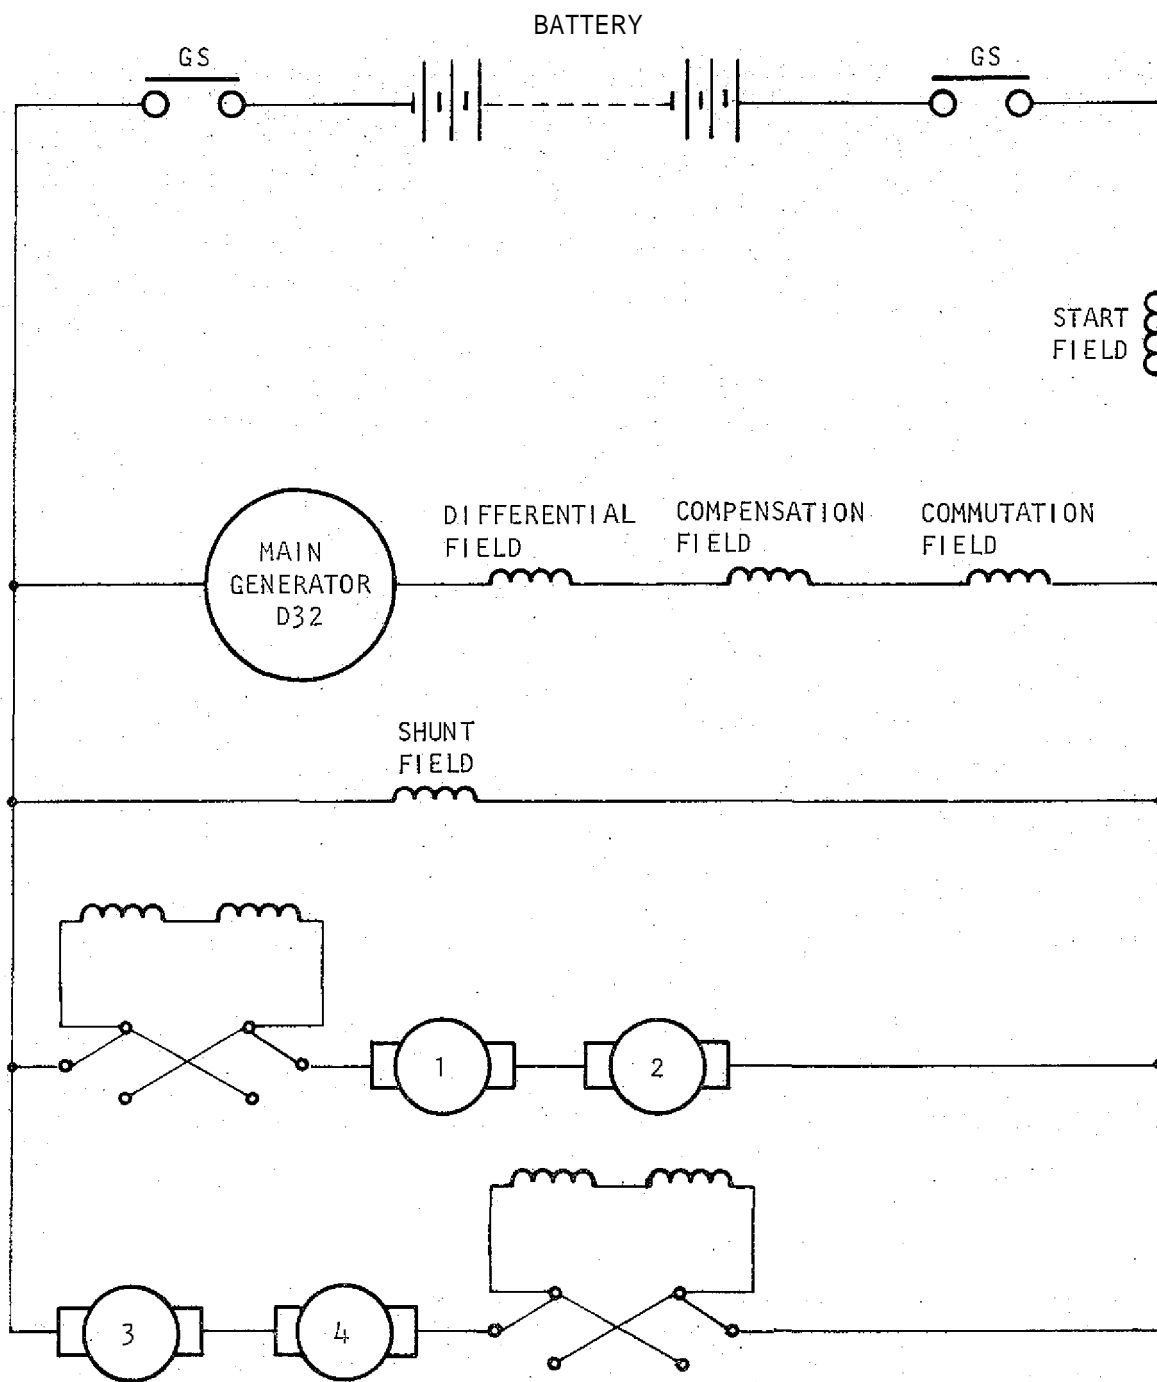 BATTERY
GS
GS
START
FIELD
DIFFERENTIAL
FIELD
COMPENSATION
FIELD
COMMUTATION
FIELD
MAIN
GENERATOR
D32
SHUNT
FIELD
1
2
3
4